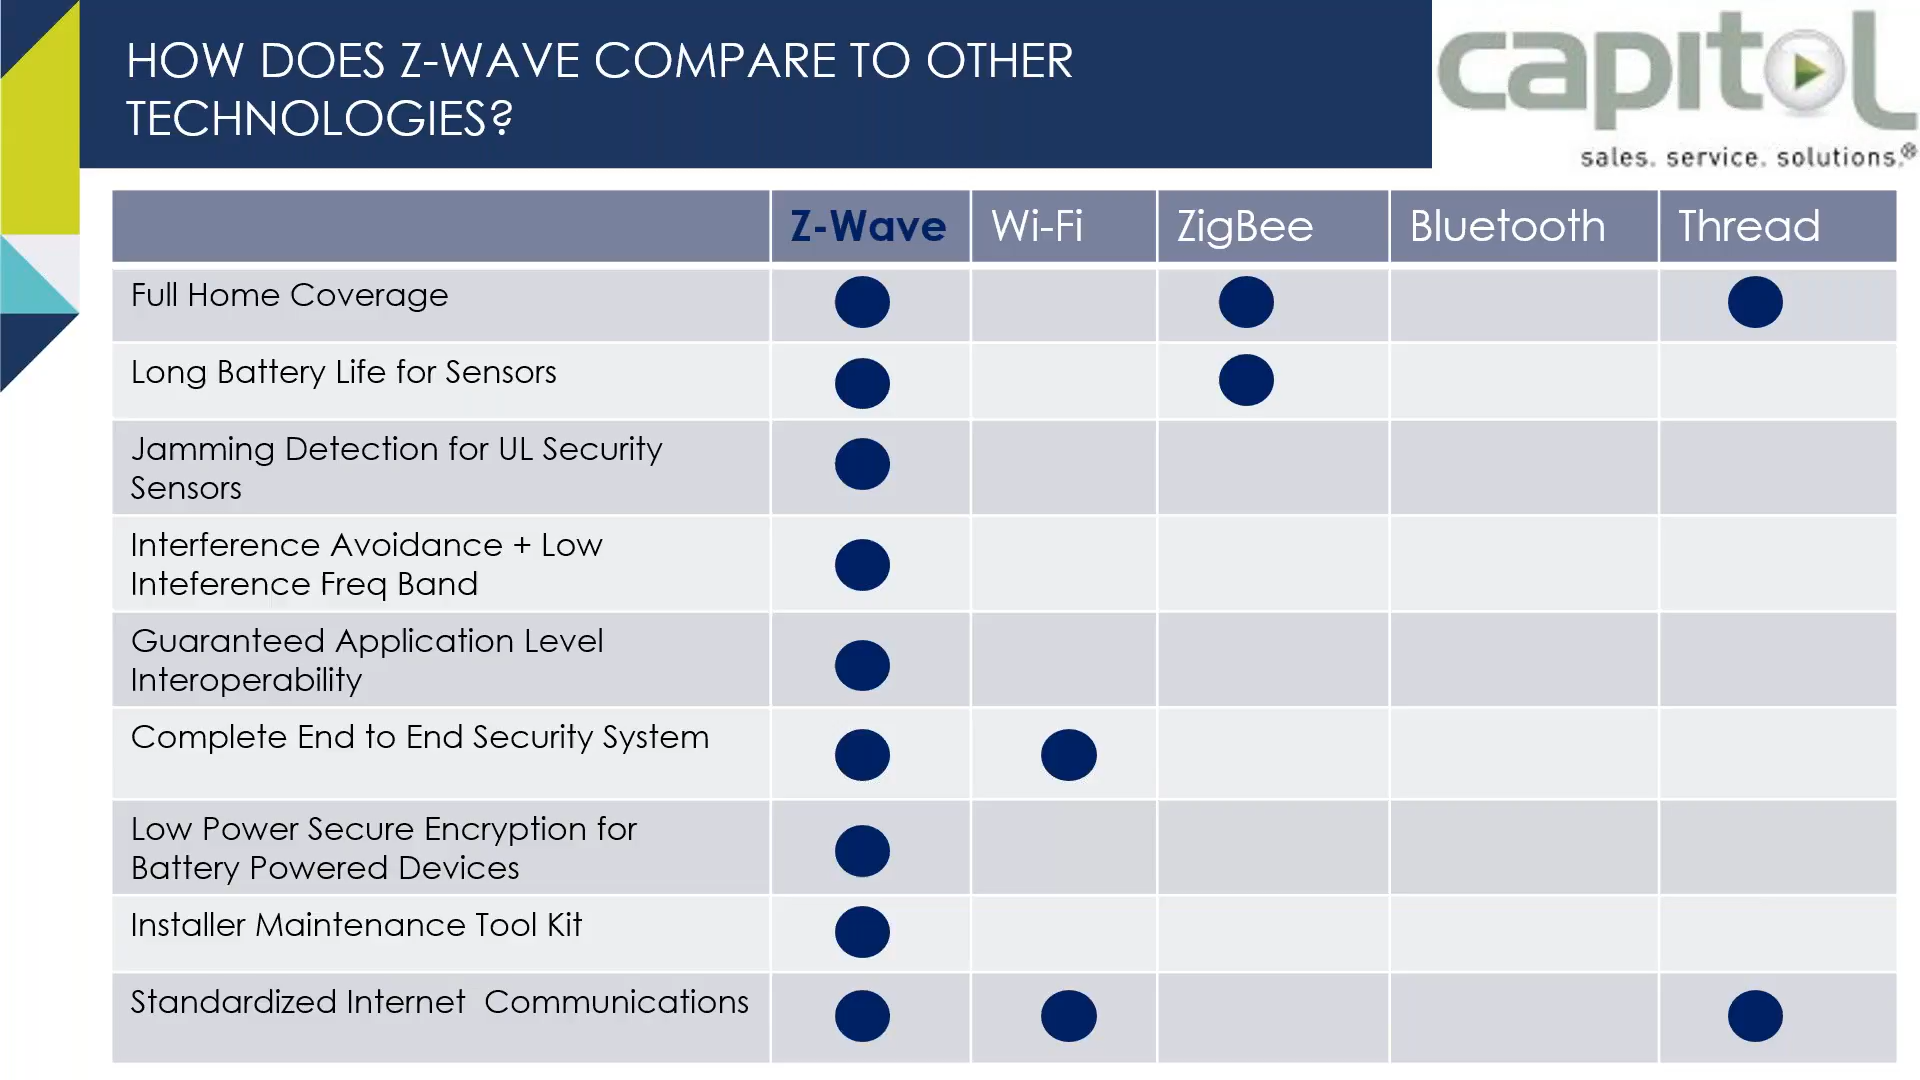 HOW DOES Z-WAVE COMPARE TO OTHER
TECHNOLOGIES?
capitol
sales. service. solutions.®
Z-Wave Wi-Fi ZigBee Bluetooth Thread
Full Home Coverage
Long Battery Life for Sensors
Jamming Detection for UL Security
Sensors
Interference Avoidance + Low
Inteference Freq Band
Guaranteed Application Level
Interoperability
Complete End to End Security System
Low Power Secure Encryption for
Battery Powered Devices
Installer Maintenance Tool Kit
Standardized Internet  Communications